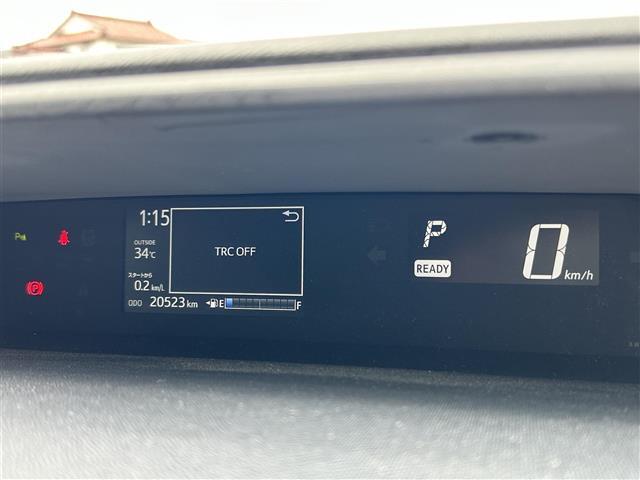 1:15
OUTSIDE
34℃
スタートから
0.2 km/L
ODO 20523 km
TRC OFF
E F
P
READY
0 km/h